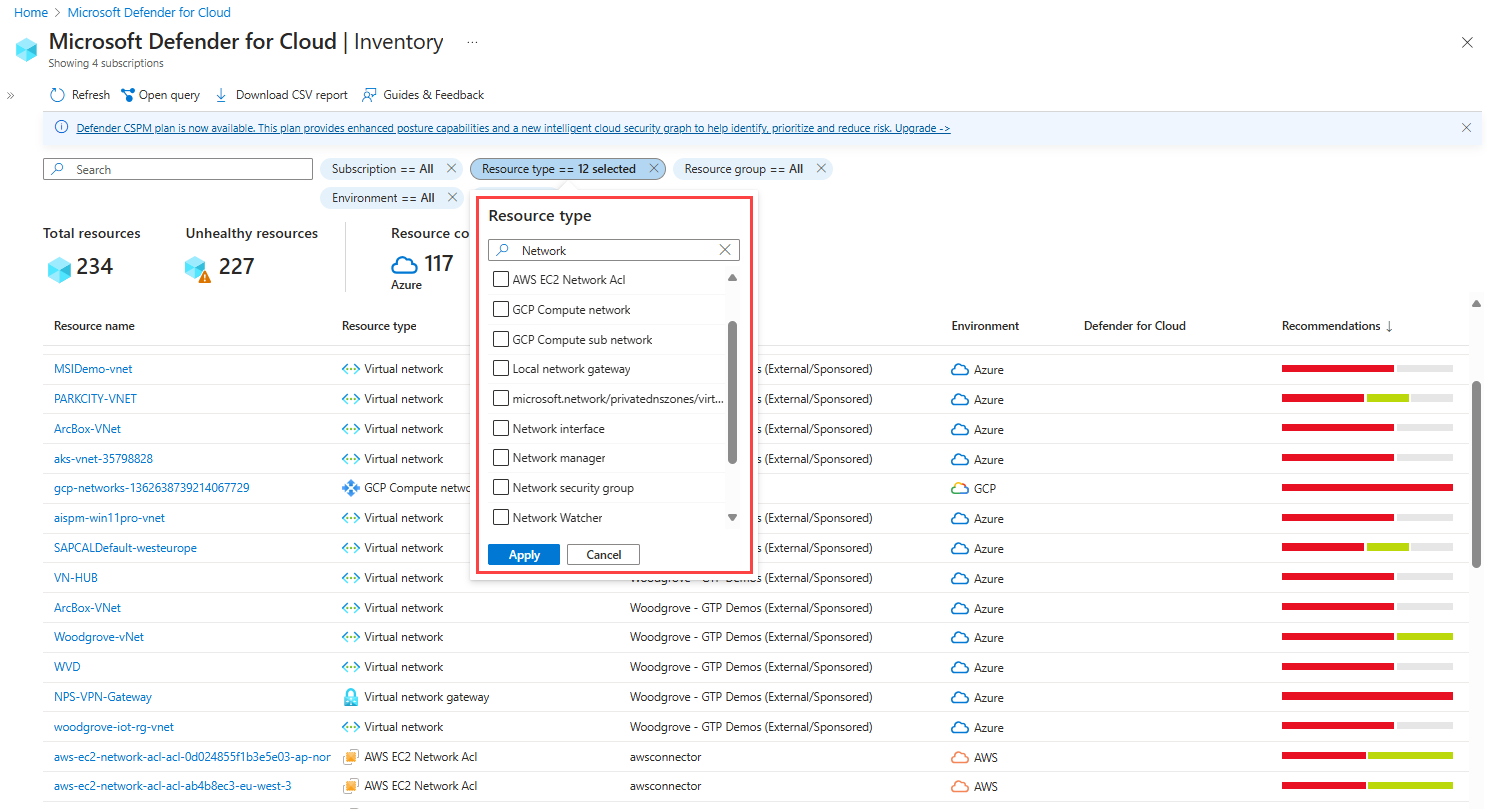 Home > Microsoft Defender for Cloud
Microsoft Defender for Cloud | Inventory ...
Showing 4 subscriptions
» Refresh Open query Download CSV report Guides & Feedback
Defender CSPM plan is now available. This plan provides enhanced posture capabilities and a new intelligent cloud security graph to help identify, prioritize and reduce risk. Upgrade ->
Search Subscription == All Resource type == 12 selected Resource group == All
Environment == All
Total resources Unhealthy resources Resource co
234 227 117
Azure
Resource type
Network
AWS EC2 Network Acl
GCP Compute network
GCP Compute sub network
Local network gateway
microsoft.network/privatednszones/virt...
Network interface
Network manager
Network security group
Network Watcher
Apply Cancel
Resource name Resource type Environment Defender for Cloud Recommendations ↓
MSIDemo-vnet Virtual network s (External/Sponsored) Azure
PARKCITY-VNET Virtual network s (External/Sponsored) Azure
ArcBox-VNet Virtual network s (External/Sponsored) Azure
aks-vnet-35798828 Virtual network s (External/Sponsored) Azure
gcp-networks-1362638739214067729 GCP Compute netwo GCP
aispm-win11pro-vnet Virtual network s (External/Sponsored) Azure
SAPCALDefault-westeurope Virtual network s (External/Sponsored) Azure
VN-HUB Virtual network Woodgrove - GTP Demos (External/Sponsored) Azure
ArcBox-VNet Virtual network Woodgrove - GTP Demos (External/Sponsored) Azure
Woodgrove-vNet Virtual network Woodgrove - GTP Demos (External/Sponsored) Azure
WVD Virtual network Woodgrove - GTP Demos (External/Sponsored) Azure
NPS-VPN-Gateway Virtual network gateway Woodgrove - GTP Demos (External/Sponsored) Azure
woodgrove-iot-rg-vnet Virtual network Woodgrove - GTP Demos (External/Sponsored) Azure
aws-ec2-network-acl-acl-0d024855f1b3e5e03-ap-nor AWS EC2 Network Acl awsconnector AWS
aws-ec2-network-acl-acl-ab4b8ec3-eu-west-3 AWS EC2 Network Acl awsconnector AWS